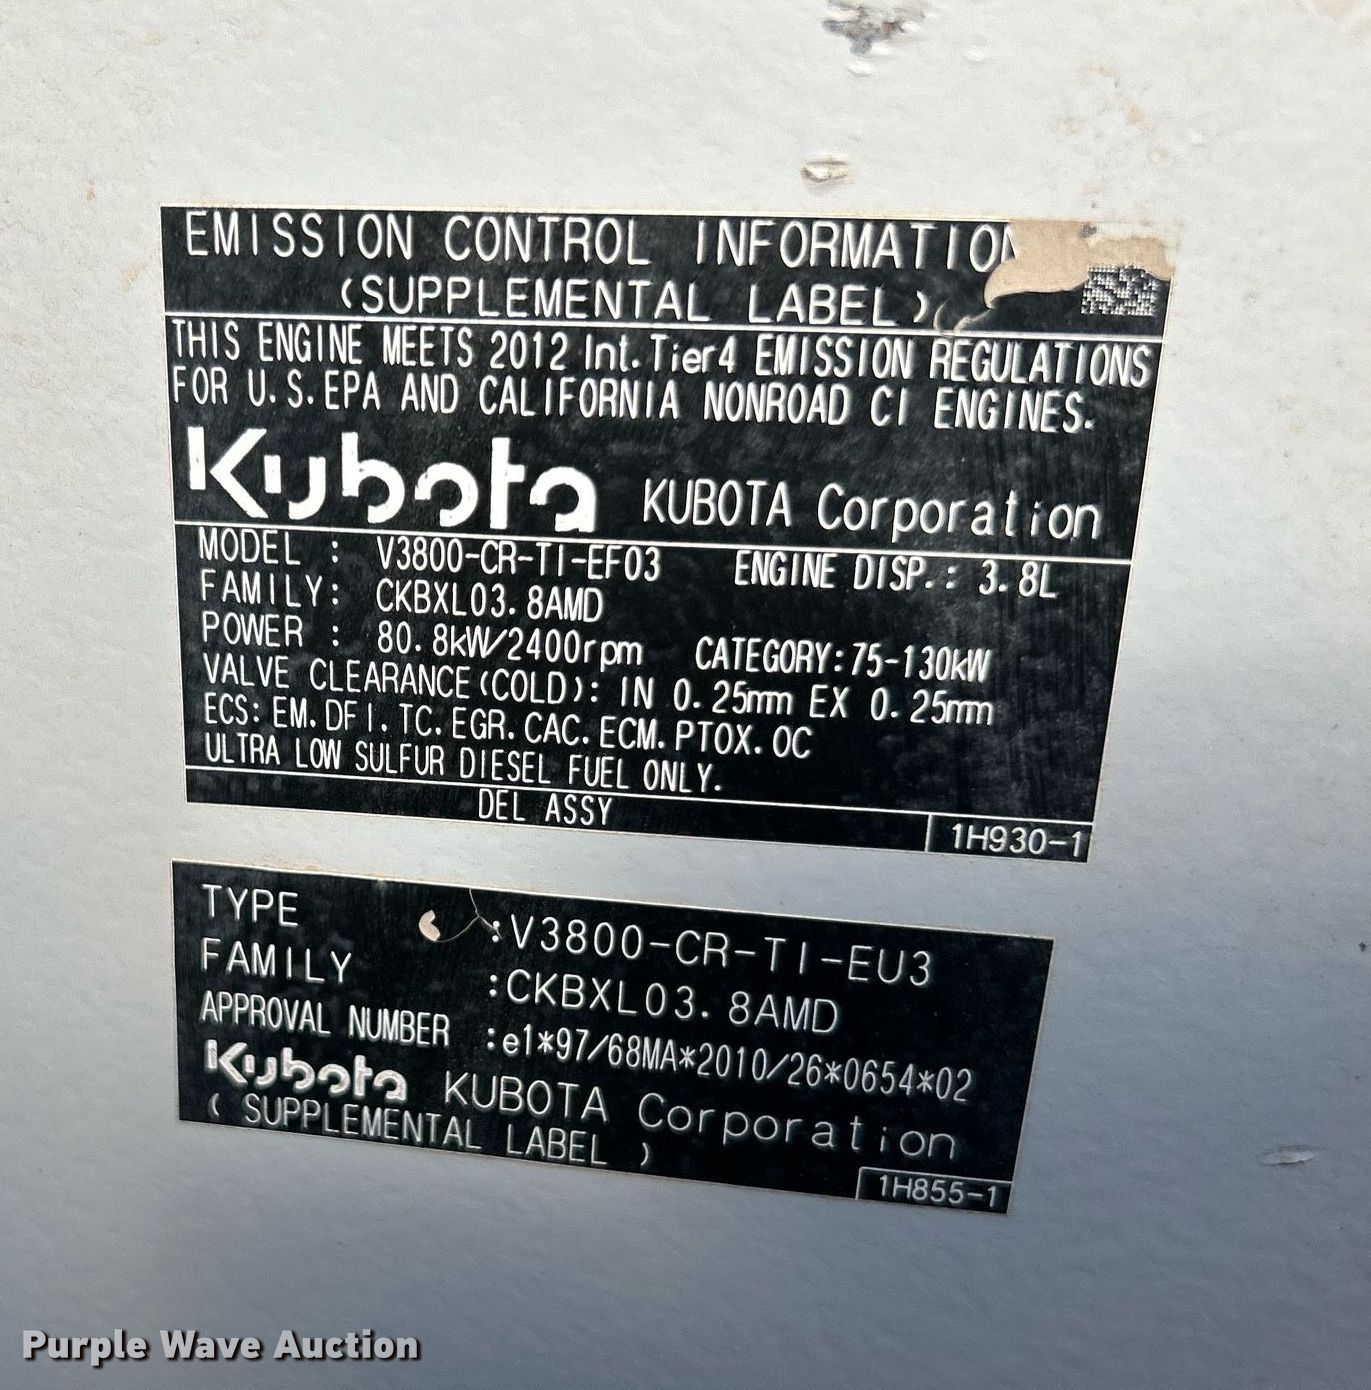 EMISSION CONTROL INFORMATION
(SUPPLEMENTAL LABEL)
THIS ENGINE MEETS 2012 Int. Tier4 EMISSION REGULATIONS
FOR U.S. EPA AND CALIFORNIA NONROAD CI ENGINES.
Kubota KUBOTA Corporation
MODEL : V3800-CR-TI-EF03 ENGINE DISP.: 3.8L
FAMILY: CKBXL03.8AMD
POWER : 80.8kW/2400rpm CATEGORY:75-130kW
VALVE CLEARANCE(COLD): IN 0.25mm EX 0.25mm
ECS: EM. DFI. TC. EGR. CAC. ECM. PTOX. OC
ULTRA LOW SULFUR DIESEL FUEL ONLY.
DEL ASSY
1H930-1
TYPE :V3800-CR-TI-EU3
FAMILY :CKBXL03.8AMD
APPROVAL NUMBER :e1*97/68MA*2010/26*0654*02
Kubota KUBOTA Corporation
( SUPPLEMENTAL LABEL )
1H855-1
Purple Wave Auction